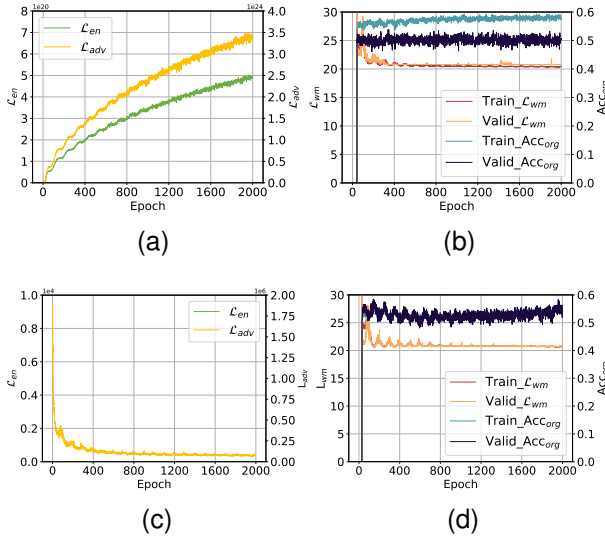 1e20
1e24
8
7
6
5
4
3
2
1
0
4.0
3.5
3.0
2.5
2.0
1.5
1.0
0.5
0.0
ℒen
ℒadv
ℒen
ℒadv
0 400 800 1200 1600 2000
Epoch
(a)
30
25
20
15
10
5
0
0.6
0.5
0.4
0.3
0.2
0.1
0.0
ℒwm
Accorg
Train_ℒwm
Valid_ℒwm
Train_Accorg
Valid_Accorg
0 400 800 1200 1600 2000
Epoch
(b)
1e4
1e6
1.0
0.8
0.6
0.4
0.2
0.0
2.00
1.75
1.50
1.25
1.00
0.75
0.50
0.25
0.00
ℒen
Ladv
ℒen
ℒadv
0 400 800 1200 1600 2000
Epoch
(c)
30
25
20
15
10
5
0
0.6
0.5
0.4
0.3
0.2
0.1
0.0
Lwm
Accorg
Train_ℒwm
Valid_ℒwm
Train_Accorg
Valid_Accorg
0 400 800 1200 1600 2000
Epoch
(d)